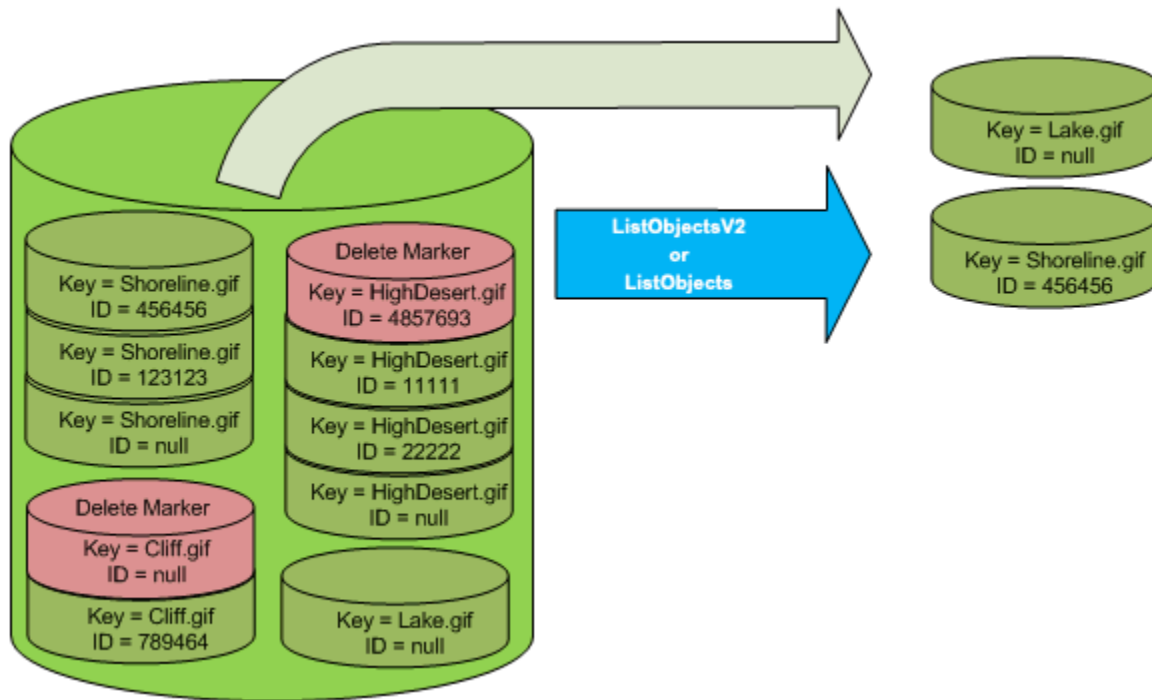 Key = Shoreline.gif
ID = 456456
Key = Shoreline.gif
ID = 123123
Key = Shoreline.gif
ID = null
Delete Marker
Key = Cliff.gif
ID = null
Key = Cliff.gif
ID = 789464
Delete Marker
Key = HighDesert.gif
ID = 4857693
Key = HighDesert.gif
ID = 11111
Key = HighDesert.gif
ID = 22222
Key = HighDesert.gif
ID = null
Key = Lake.gif
ID = null
ListObjectsV2
or
ListObjects
Key = Lake.gif
ID = null
Key = Shoreline.gif
ID = 456456